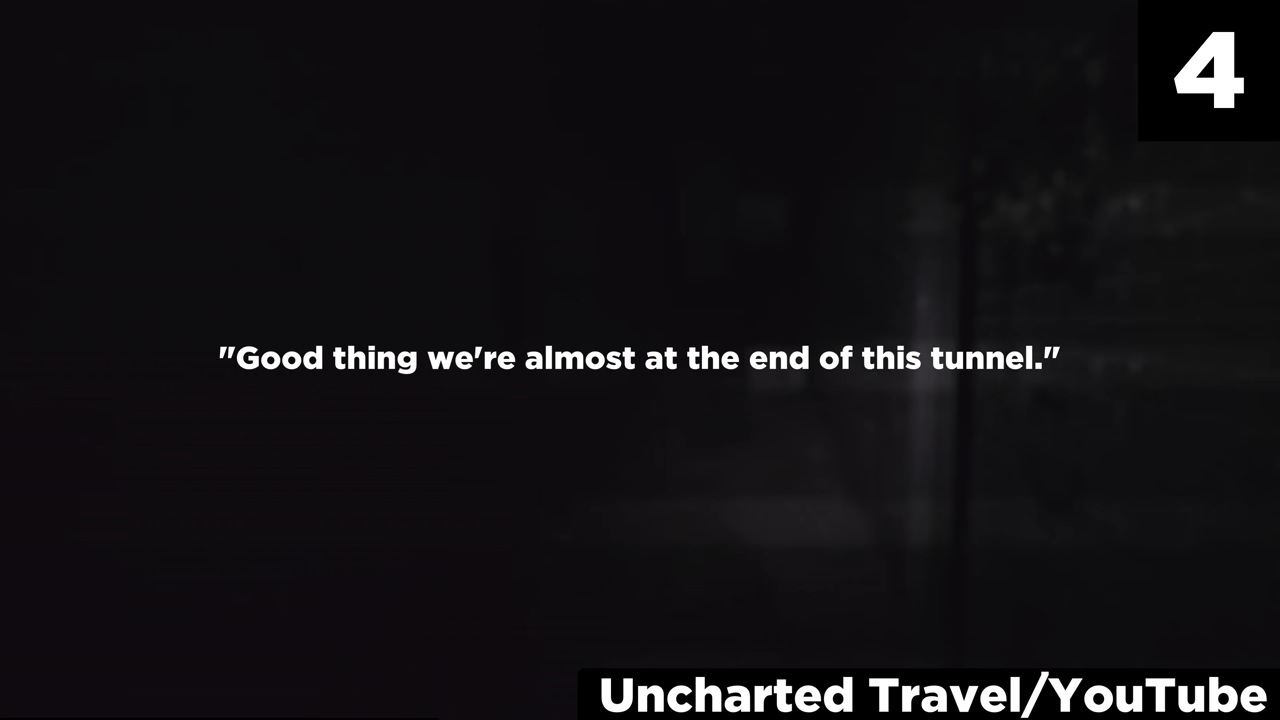 4
"Good thing we're almost at the end of this tunnel."
Uncharted Travel/YouTube